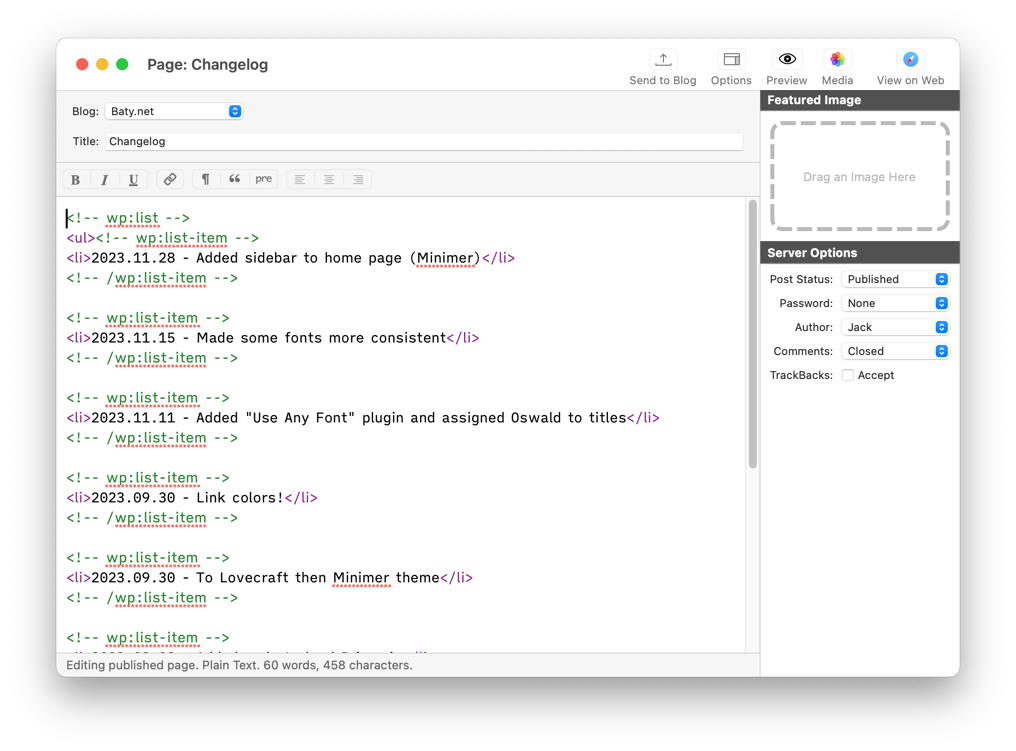 Page: Changelog
Send to Blog
Options
Preview
Media
View on Web
Blog: Baty.net
Title: Changelog
B I U ¶ “ pre
<!-- wp:list -->
<ul><!-- wp:list-item -->
<li>2023.11.28 - Added sidebar to home page (Minimer)</li>
<!-- /wp:list-item -->
<!-- wp:list-item -->
<li>2023.11.15 - Made some fonts more consistent</li>
<!-- /wp:list-item -->
<!-- wp:list-item -->
<li>2023.11.11 - Added "Use Any Font" plugin and assigned Oswald to titles</li>
<!-- /wp:list-item -->
<!-- wp:list-item -->
<li>2023.09.30 - Link colors!</li>
<!-- /wp:list-item -->
<!-- wp:list-item -->
<li>2023.09.30 - To Lovecraft then Minimer theme</li>
<!-- /wp:list-item -->
<!-- wp:list-item -->
Editing published page. Plain Text. 60 words, 458 characters.
Featured Image
Drag an Image Here
Server Options
Post Status: Published
Password: None
Author: Jack
Comments: Closed
TrackBacks: Accept